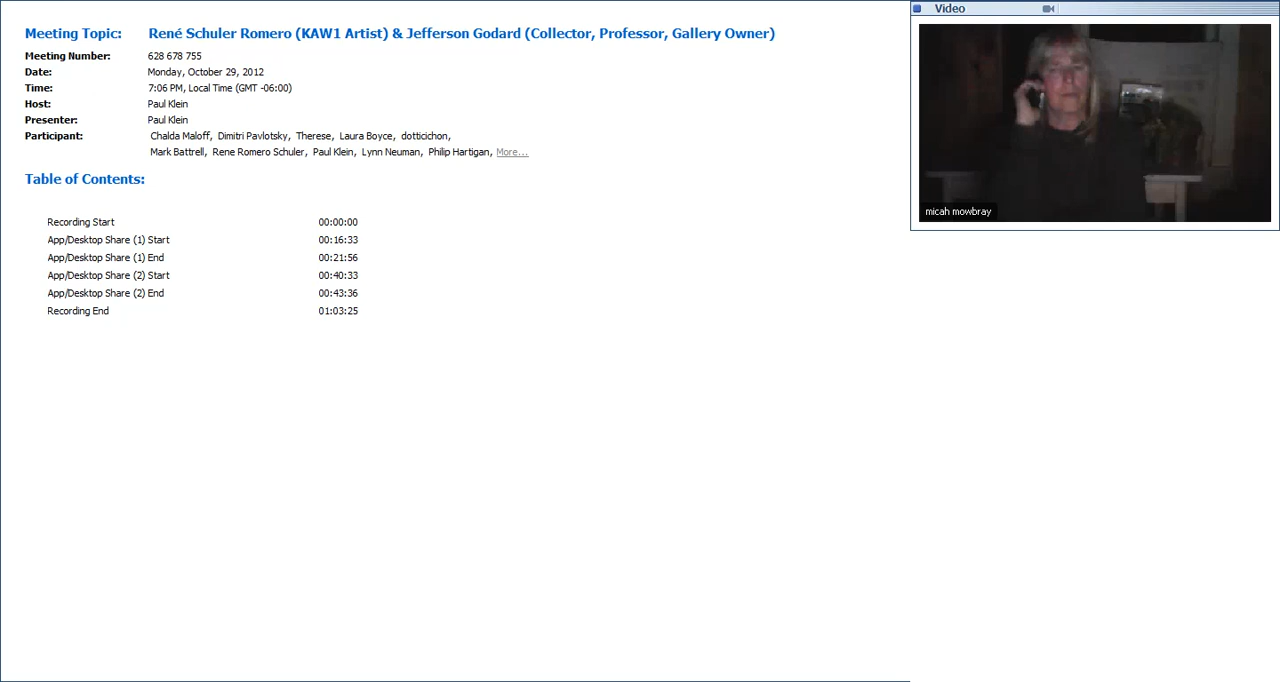 Video
Meeting Topic: René Schuler Romero (KAW1 Artist) & Jefferson Godard (Collector, Professor, Gallery Owner)
Meeting Number: 628 678 755
Date: Monday, October 29, 2012
Time: 7:06 PM, Local Time (GMT -06:00)
Host: Paul Klein
Presenter: Paul Klein
Participant: Chalda Maloff, Dimitri Pavlotsky, Therese, Laura Boyce, dotticichon,
Mark Battrell, Rene Romero Schuler, Paul Klein, Lynn Neuman, Philip Hartigan, More...
Table of Contents:
Recording Start 00:00:00
App/Desktop Share (1) Start 00:16:33
App/Desktop Share (1) End 00:21:56
App/Desktop Share (2) Start 00:40:33
App/Desktop Share (2) End 00:43:36
Recording End 01:03:25
micah mowbray